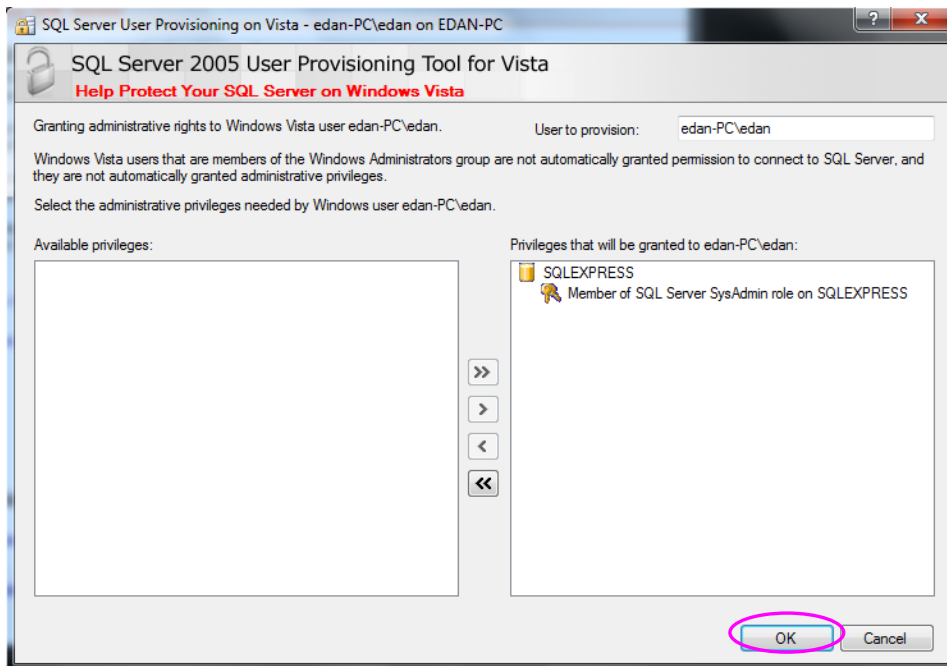 SQL Server User Provisioning on Vista - edan-PC\edan on EDAN-PC
?
X
SQL Server 2005 User Provisioning Tool for Vista
Help Protect Your SQL Server on Windows Vista
Granting administrative rights to Windows Vista user edan-PC\edan.
User to provision:
edan-PC\edan
Windows Vista users that are members of the Windows Administrators group are not automatically granted permission to connect to SQL Server, and
they are not automatically granted administrative privileges.
Select the administrative privileges needed by Windows user edan-PC\edan.
Available privileges:
Privileges that will be granted to edan-PC\edan:
SQLEXPRESS
Member of SQL Server SysAdmin role on SQLEXPRESS
>>
>
<
<<
OK
Cancel